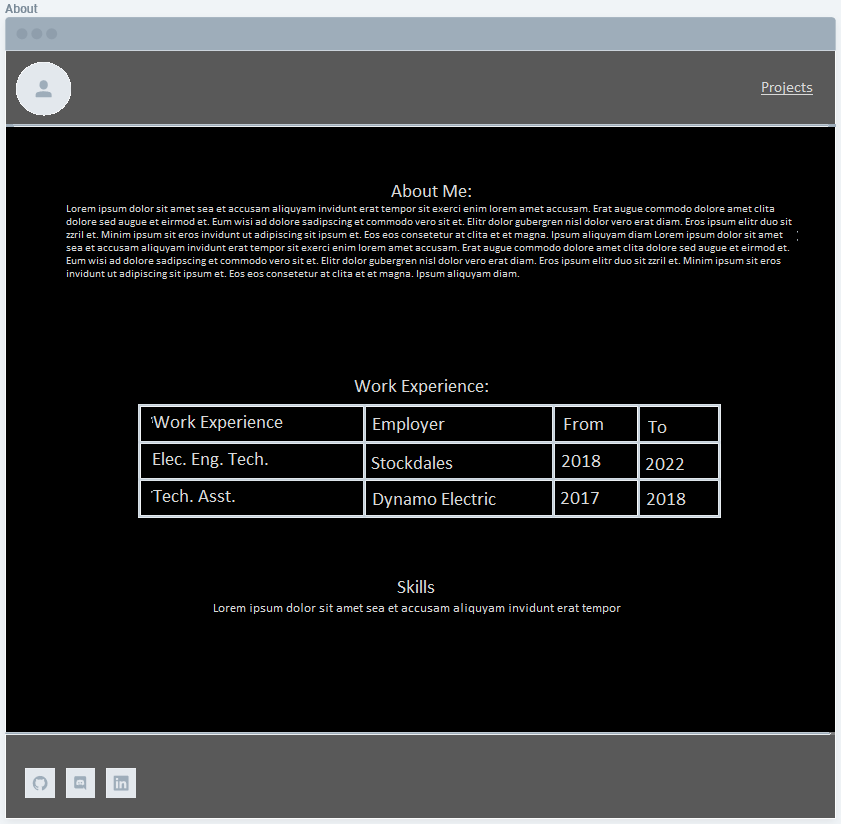 About
Projects
About Me:
Lorem ipsum dolor sit amet sea et accusam aliquyam invidunt erat tempor sit exerci enim lorem amet accusam. Erat augue commodo dolore amet clita
dolore sed augue et eirmod et. Eum wisi ad dolore sadipscing et commodo vero sit et. Elitr dolor gubergren nisl dolor vero erat diam. Eros ipsum elitr duo sit
zzril et. Minim ipsum sit eros invidunt ut adipiscing sit ipsum et. Eos eos consetetur at clita et et magna. Ipsum aliquyam diam Lorem ipsum dolor sit amet
sea et accusam aliquyam invidunt erat tempor sit exerci enim lorem amet accusam. Erat augue commodo dolore amet clita dolore sed augue et eirmod et.
Eum wisi ad dolore sadipscing et commodo vero sit et. Elitr dolor gubergren nisl dolor vero erat diam. Eros ipsum elitr duo sit zzril et. Minim ipsum sit eros
invidunt ut adipiscing sit ipsum et. Eos eos consetetur at clita et et magna. Ipsum aliquyam diam.
Work Experience:
Work Experience Employer From To
Elec. Eng. Tech. Stockdales 2018 2022
Tech. Asst. Dynamo Electric 2017 2018
Skills
Lorem ipsum dolor sit amet sea et accusam aliquyam invidunt erat tempor
in